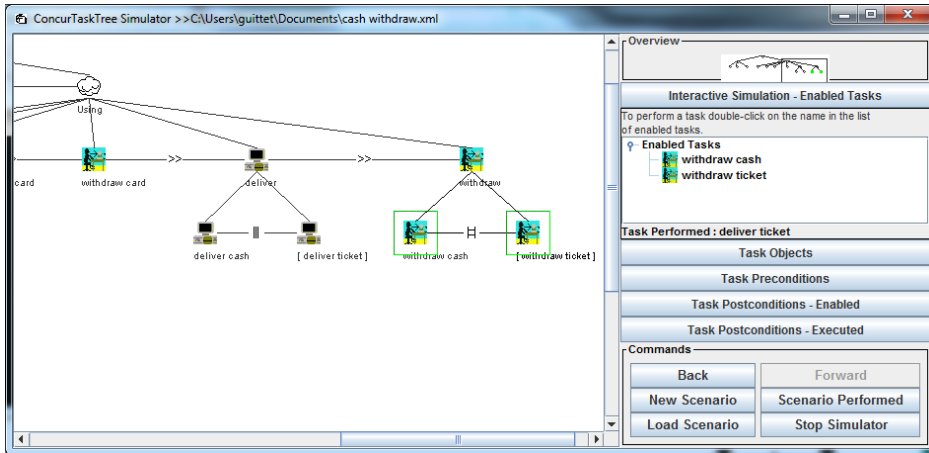 ConcurTaskTree Simulator >>C:\Users\guittet\Documents\cash withdraw.xml
Using
card
withdraw card
>>
deliver
>>
withdraw
deliver cash
|||
[ deliver ticket ]
withdraw cash
|=|
[ withdraw ticket ]
Overview
Interactive Simulation - Enabled Tasks
To perform a task double-click on the name in the list
of enabled tasks.
Enabled Tasks
withdraw cash
withdraw ticket
Task Performed : deliver ticket
Task Objects
Task Preconditions
Task Postconditions - Enabled
Task Postconditions - Executed
Commands
Back
Forward
New Scenario
Scenario Performed
Load Scenario
Stop Simulator